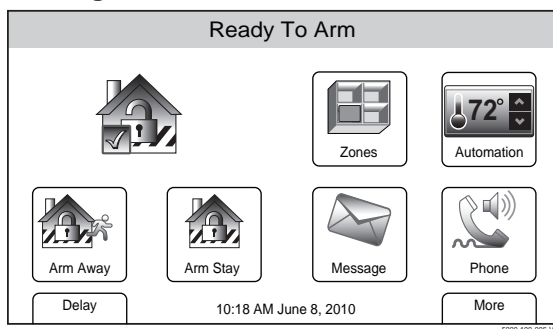 Ready To Arm
72°
Zones
Automation
Arm Away
Arm Stay
Message
Phone
Delay
10:18 AM June 8, 2010
More